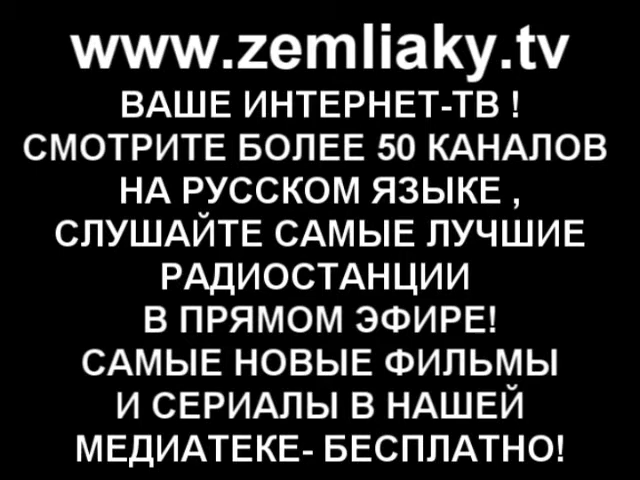 www.zemliaky.tv
ВАШЕ ИНТЕРНЕТ-ТВ !
СМОТРИТЕ БОЛЕЕ 50 КАНАЛОВ
НА РУССКОМ ЯЗЫКЕ ,
СЛУШАЙТЕ САМЫЕ ЛУЧШИЕ
РАДИОСТАНЦИИ
В ПРЯМОМ ЭФИРЕ!
САМЫЕ НОВЫЕ ФИЛЬМЫ
И СЕРИАЛЫ В НАШЕЙ
МЕДИАТЕКЕ- БЕСПЛАТНО!